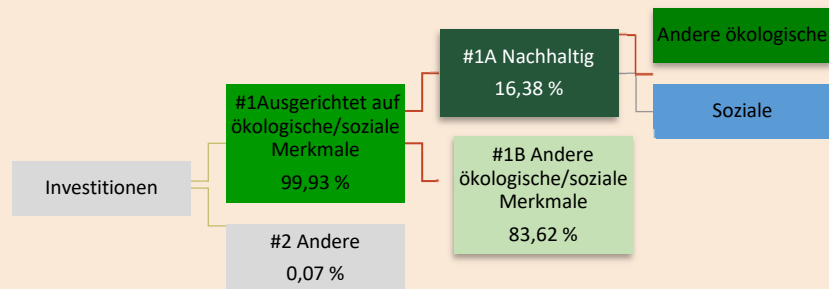 Investitionen
#1Ausgerichtet auf
ökologische/soziale
Merkmale
99,93 %
#2 Andere
0,07 %
#1A Nachhaltig
16,38 %
#1B Andere
ökologische/soziale
Merkmale
83,62 %
Andere ökologische
Soziale